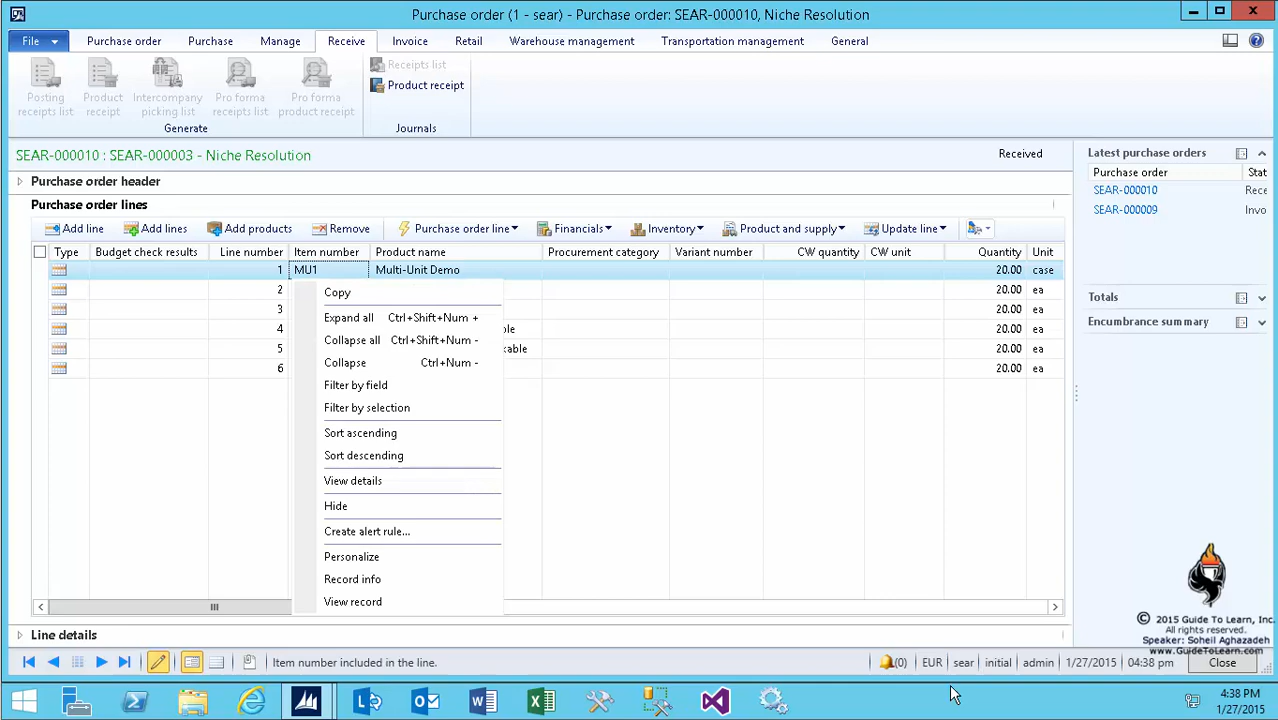 Purchase order (1 - sear) - Purchase order: SEAR-000010, Niche Resolution
File Purchase order Purchase Manage Receive Invoice Retail Warehouse management Transportation management General
Posting receipts list
Product receipt
Intercompany picking list
Pro forma receipts list
Pro forma product receipt
Generate
Receipts list
Product receipt
Journals
SEAR-000010 : SEAR-000003 - Niche Resolution
Received
Purchase order header
Purchase order lines
Add line Add lines Add products Remove Purchase order line Financials Inventory Product and supply Update line
Type Budget check results Line number Item number Product name Procurement category Variant number CW quantity CW unit Quantity Unit
1 MU1 Multi-Unit Demo 20.00 case
2 20.00 ea
3 20.00 ea
4 ble 20.00 ea
5 kable 20.00 ea
6 20.00 ea
Copy
Expand all Ctrl+Shift+Num +
Collapse all Ctrl+Shift+Num -
Collapse Ctrl+Num -
Filter by field
Filter by selection
Sort ascending
Sort descending
View details
Hide
Create alert rule...
Personalize
Record info
View record
Line details
Latest purchase orders
Purchase order Stat
SEAR-000010 Rece
SEAR-000009 Invo
Totals
Encumbrance summary
© 2015 Guide To Learn, Inc.
All rights reserved.
Speaker: Soheil Aghazadeh
www.GuideToLearn.com
Item number included in the line.
(0) EUR sear initial admin 1/27/2015 04:38 pm Close
4:38 PM
1/27/2015